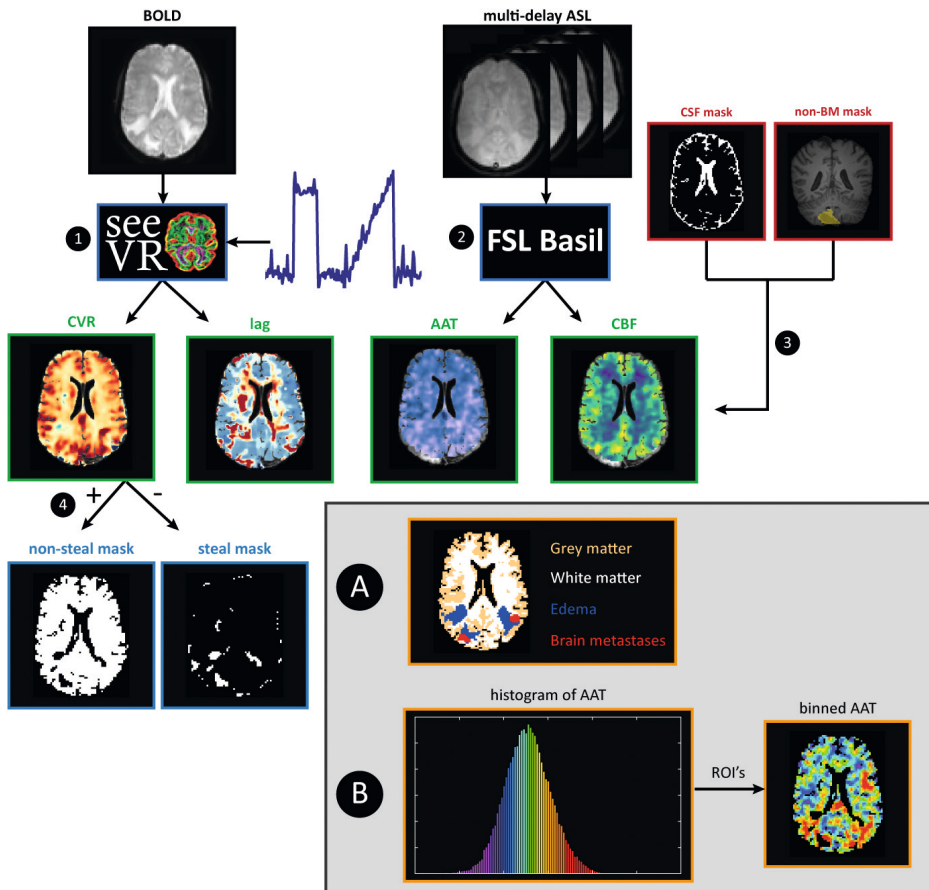 BOLD
multi-delay ASL
CSF mask
non-BM mask
1
see
VR
2
FSL Basil
CVR
lag
AAT
CBF
3
4
+
-
non-steal mask
steal mask
A
Grey matter
White matter
Edema
Brain metastases
histogram of AAT
binned AAT
B
ROI's